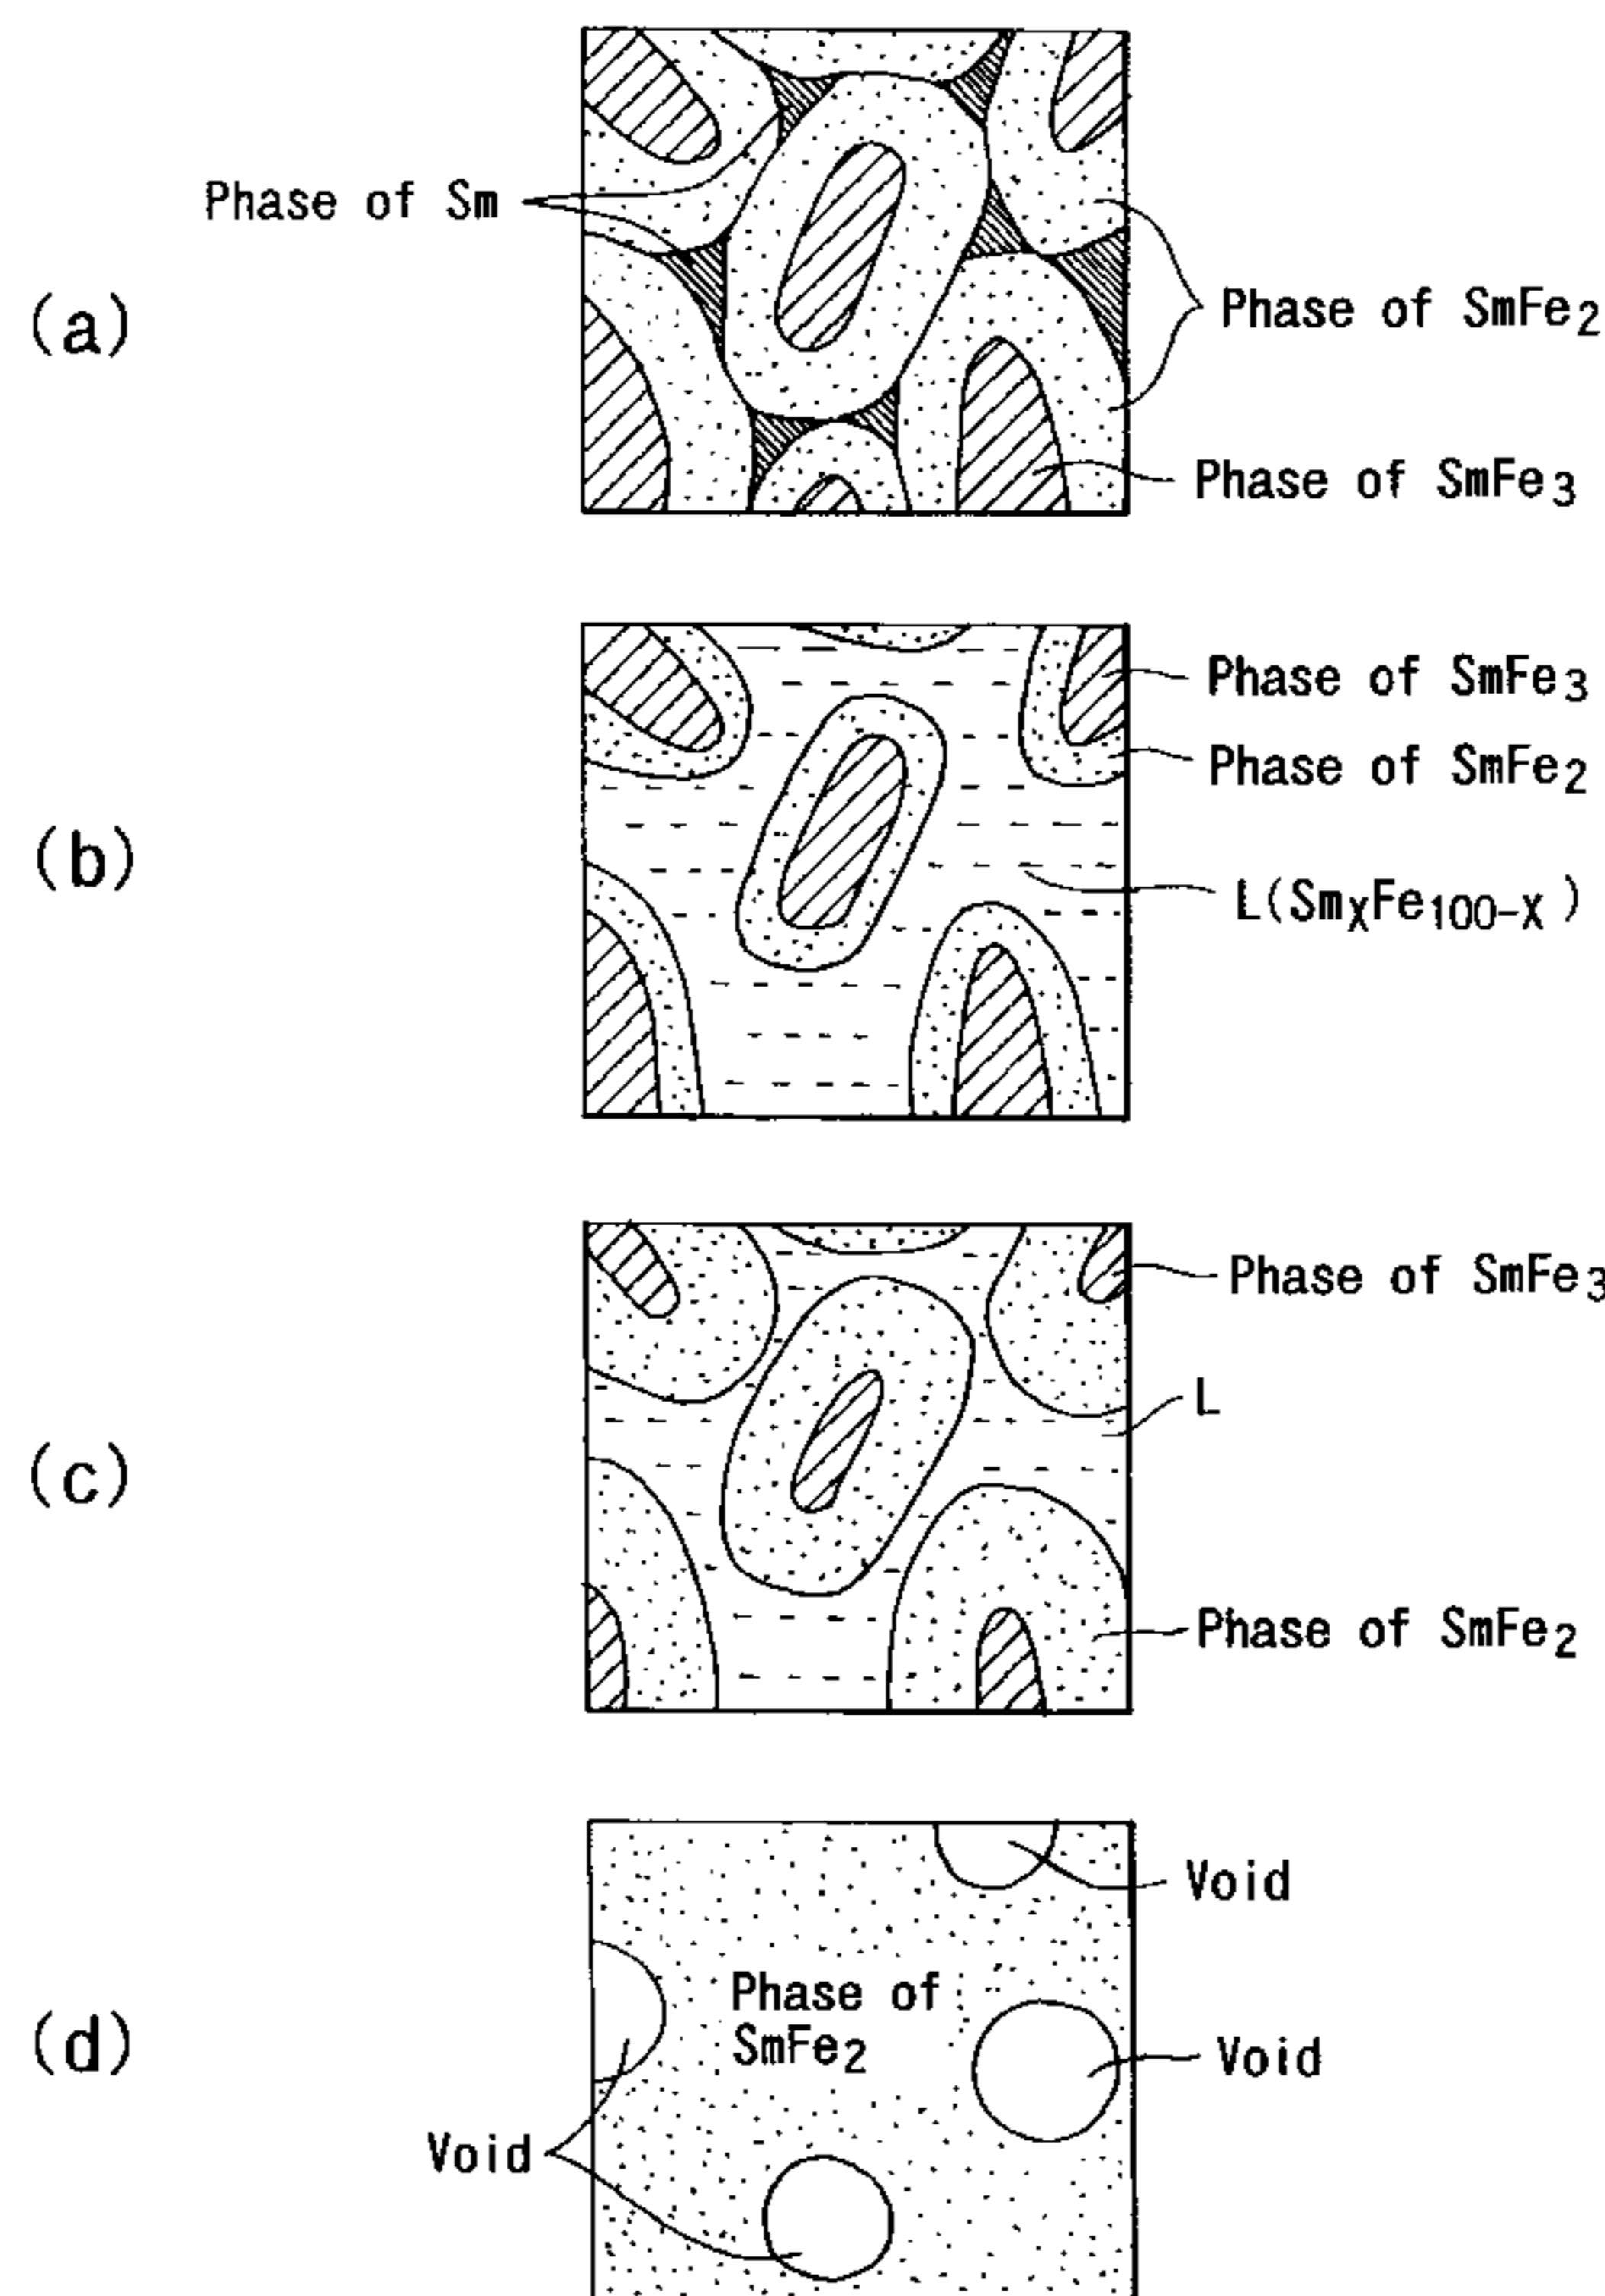 (a)
Phase of Sm
Phase of SmFe2
Phase of SmFe3
(b)
Phase of SmFe3
Phase of SmFe2
L(SmXFe100-X)
(c)
Phase of SmFe3
L
Phase of SmFe2
(d)
Void
Phase of
SmFe2
Void
Void